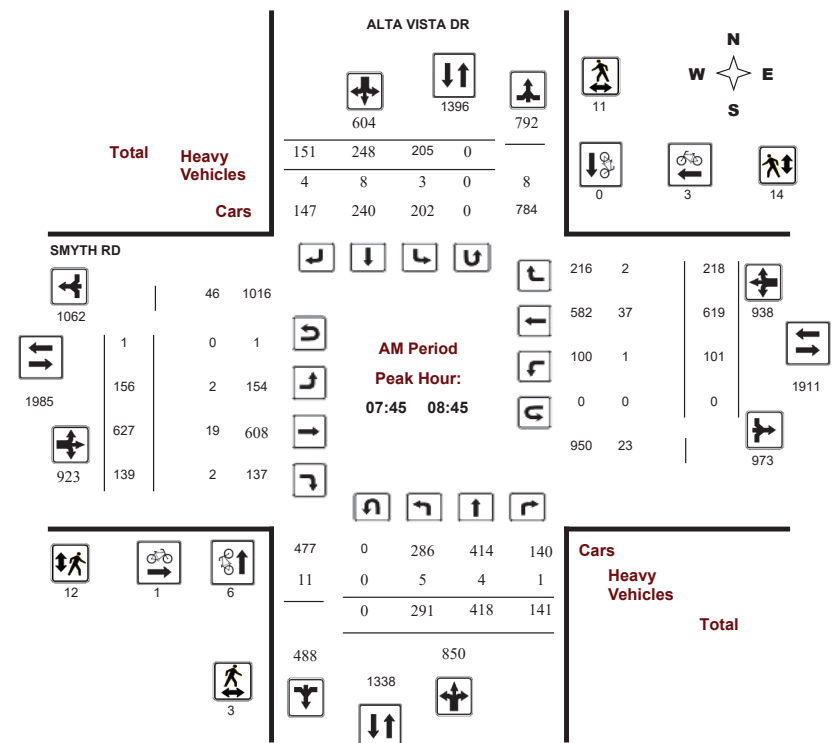 ALTA VISTA DR
N
W E
S
1396
11
604
792
Total
Heavy
Vehicles
Cars
151 248 205 0
4 8 3 0 8
147 240 202 0 784
0 3 14
SMYTH RD
1062
46 1016
216 2 218
938
1 0 1
582 37 619
1985
1911
AM Period
Peak Hour:
07:45 08:45
156 2 154
100 1 101
627 19 608
0 0 0
923
139 2 137
950 23
973
477 0 286 414 140
11 0 5 4 1
0 291 418 141
Cars
Heavy
Vehicles
Total
12 1 6
488
850
1338
3